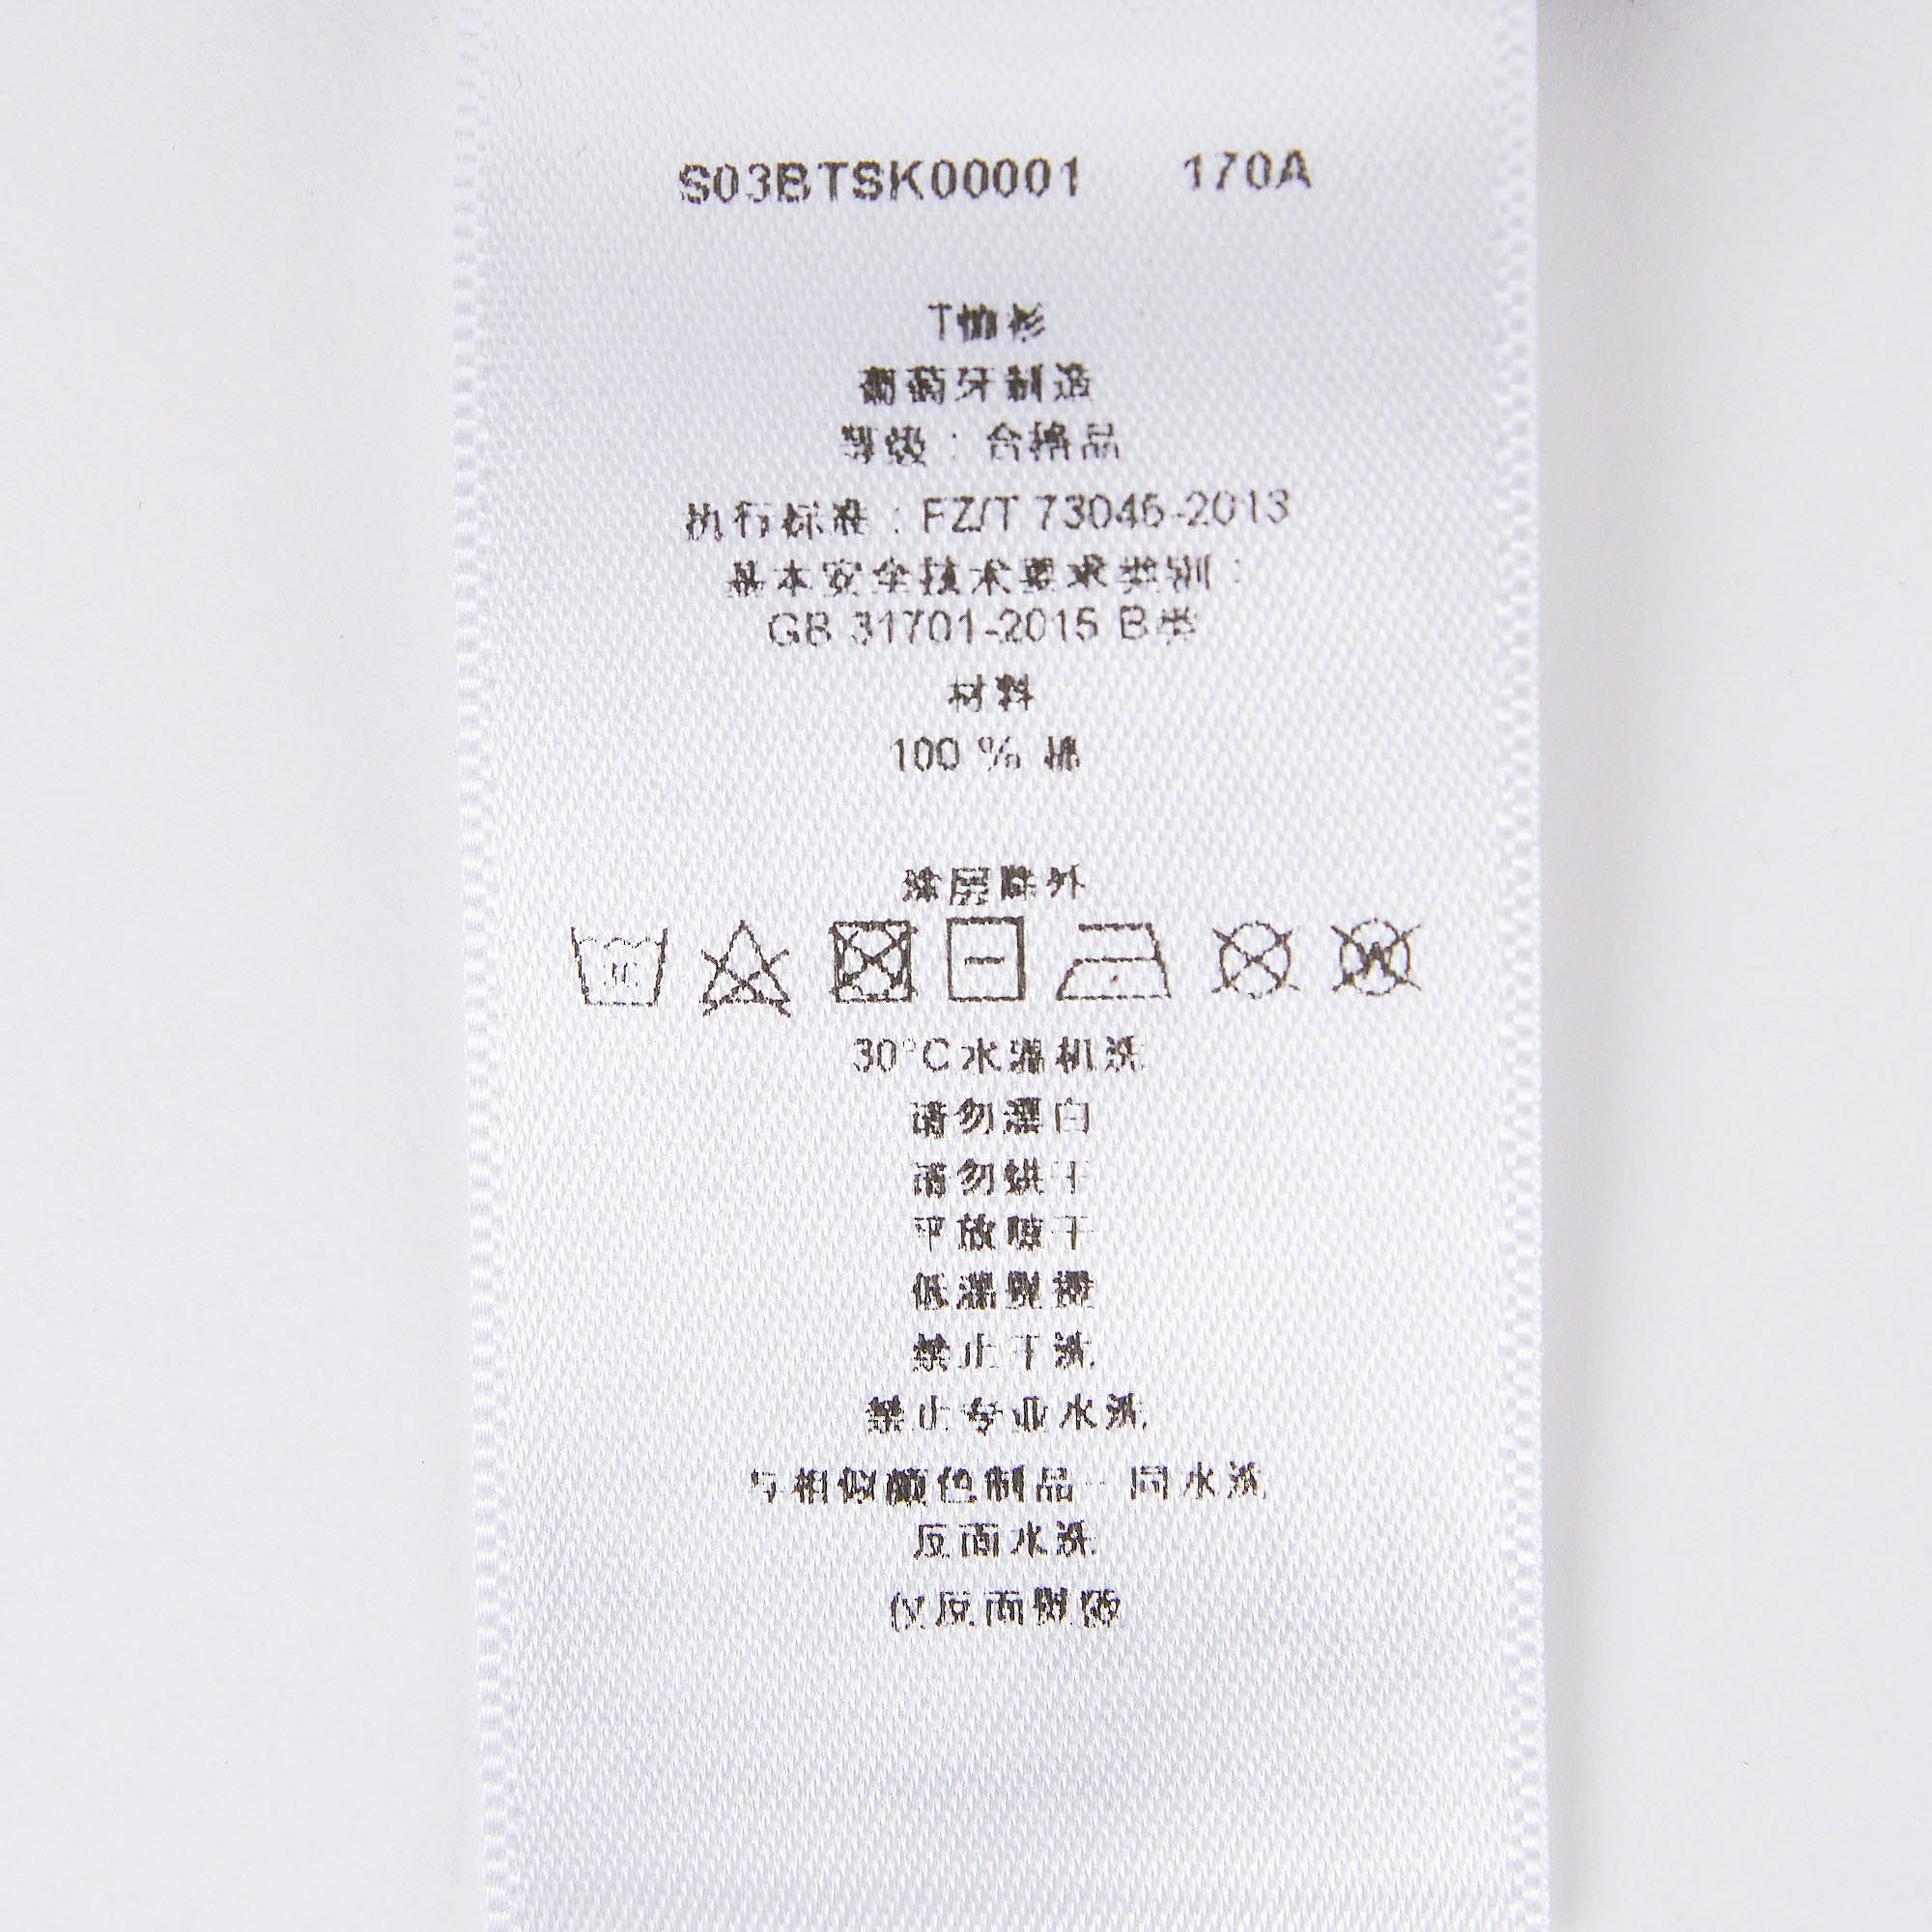 S03BTSK00001 170A
T恤衫
葡萄牙制造
等级：合格品
执行标准：FZ/T 73046-2013
基本安全技术要求类别：
GB 31701-2015 B类
材料
100 % 棉
涂层除外
30
W
30°C水温机洗
请勿漂白
请勿烘干
平放晾干
低温熨烫
禁止干洗
禁止专业水洗
与相似颜色制品一同水洗
反面水洗
仅反面熨烫